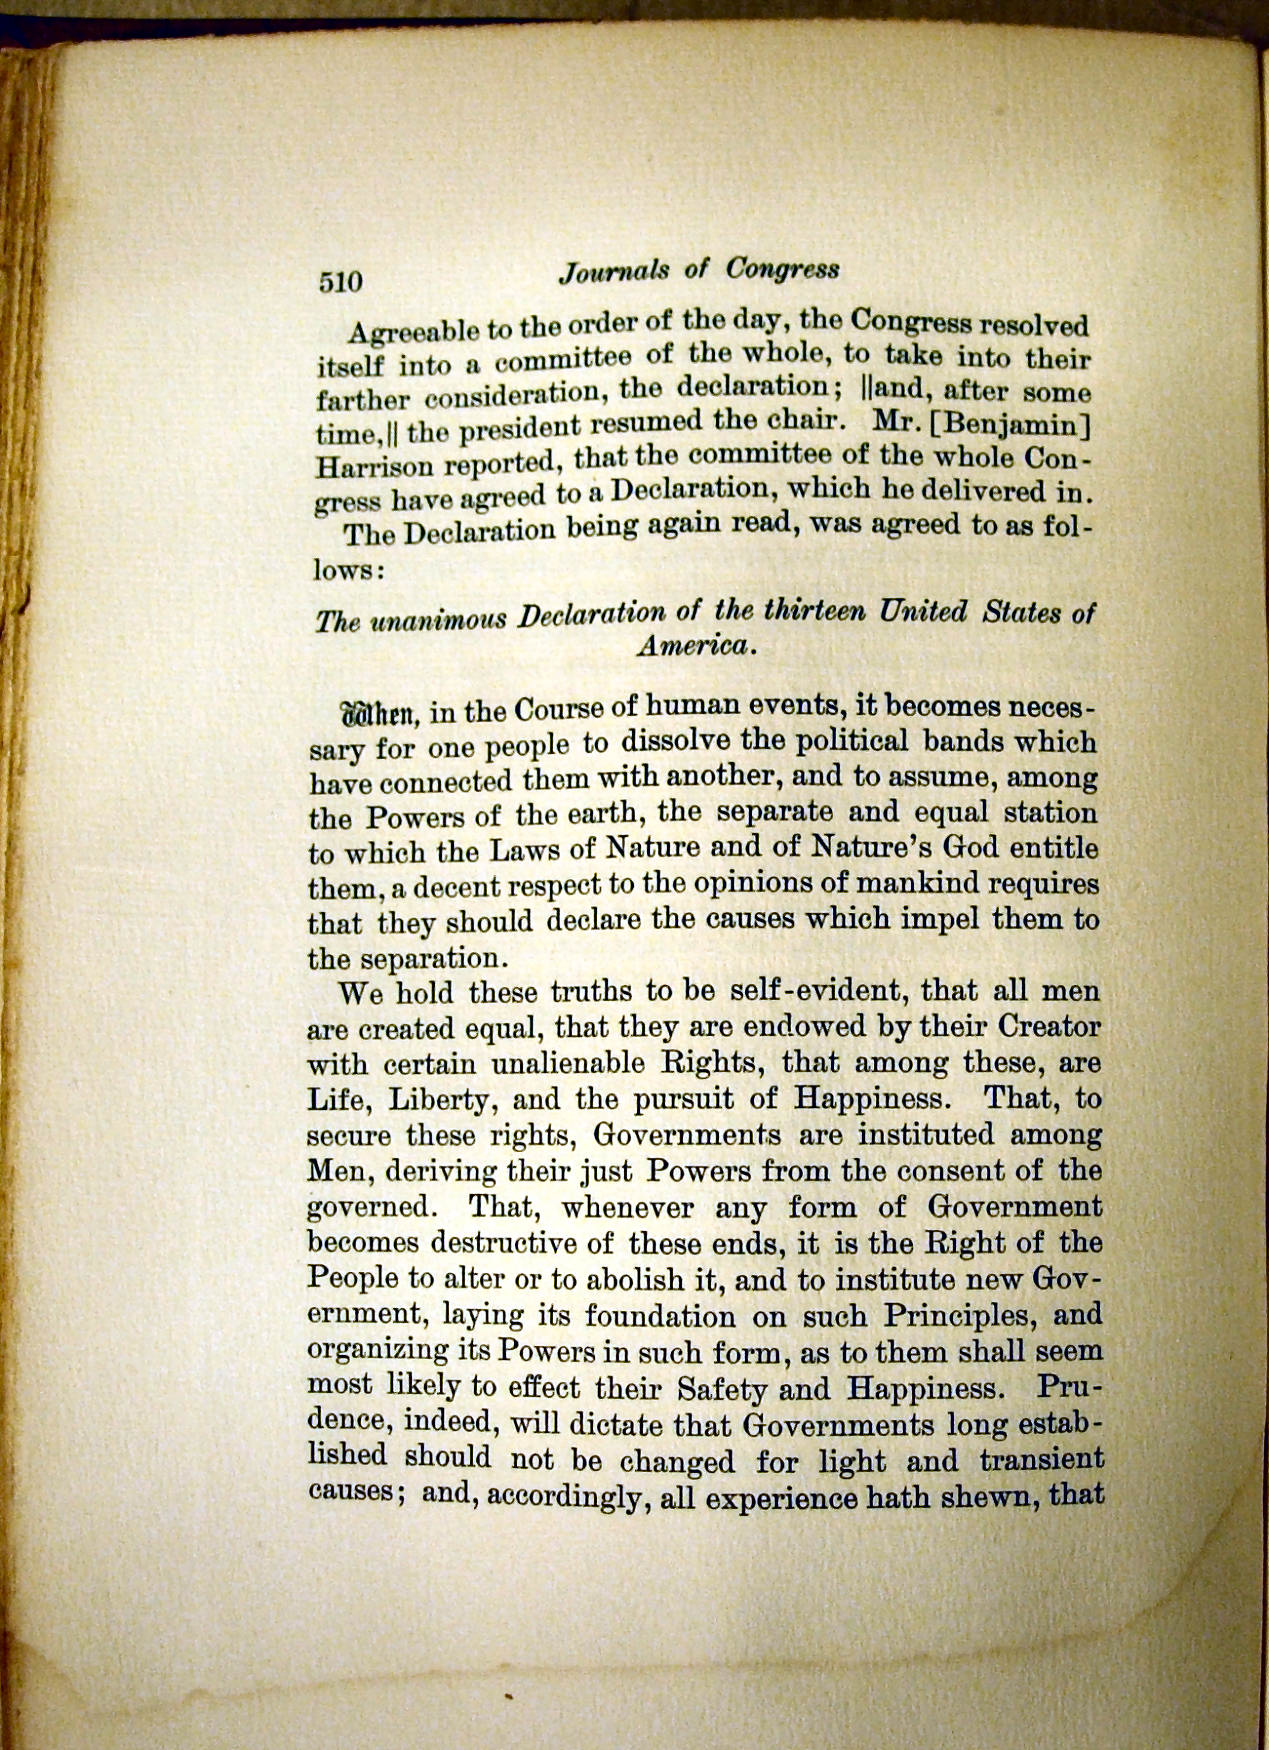 510
Journals of Congress
Agreeable to the order of the day, the Congress resolved
itself into a committee of the whole, to take into their
farther consideration, the declaration; ||and, after some
time,|| the president resumed the chair. Mr. [Benjamin]
Harrison reported, that the committee of the whole Con-
gress have agreed to a Declaration, which he delivered in.
The Declaration being again read, was agreed to as fol-
lows:
The unanimous Declaration of the thirteen United States of
America.
When, in the Course of human events, it becomes neces-
sary for one people to dissolve the political bands which
have connected them with another, and to assume, among
the Powers of the earth, the separate and equal station
to which the Laws of Nature and of Nature's God entitle
them, a decent respect to the opinions of mankind requires
that they should declare the causes which impel them to
the separation.
We hold these truths to be self-evident, that all men
are created equal, that they are endowed by their Creator
with certain unalienable Rights, that among these, are
Life, Liberty, and the pursuit of Happiness. That, to
secure these rights, Governments are instituted among
Men, deriving their just Powers from the consent of the
governed. That, whenever any form of Government
becomes destructive of these ends, it is the Right of the
People to alter or to abolish it, and to institute new Gov-
ernment, laying its foundation on such Principles, and
organizing its Powers in such form, as to them shall seem
most likely to effect their Safety and Happiness. Pru-
dence, indeed, will dictate that Governments long estab-
lished should not be changed for light and transient
causes; and, accordingly, all experience hath shewn, that